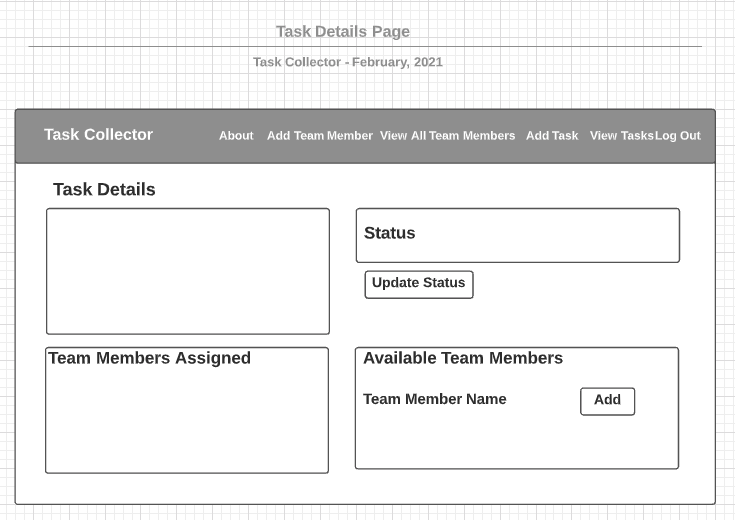 Task Details Page
Task Collector - February, 2021
Task Collector About Add Team Member View All Team Members Add Task View Tasks Log Out
Task Details
Status
Update Status
Team Members Assigned
Available Team Members
Team Member Name Add